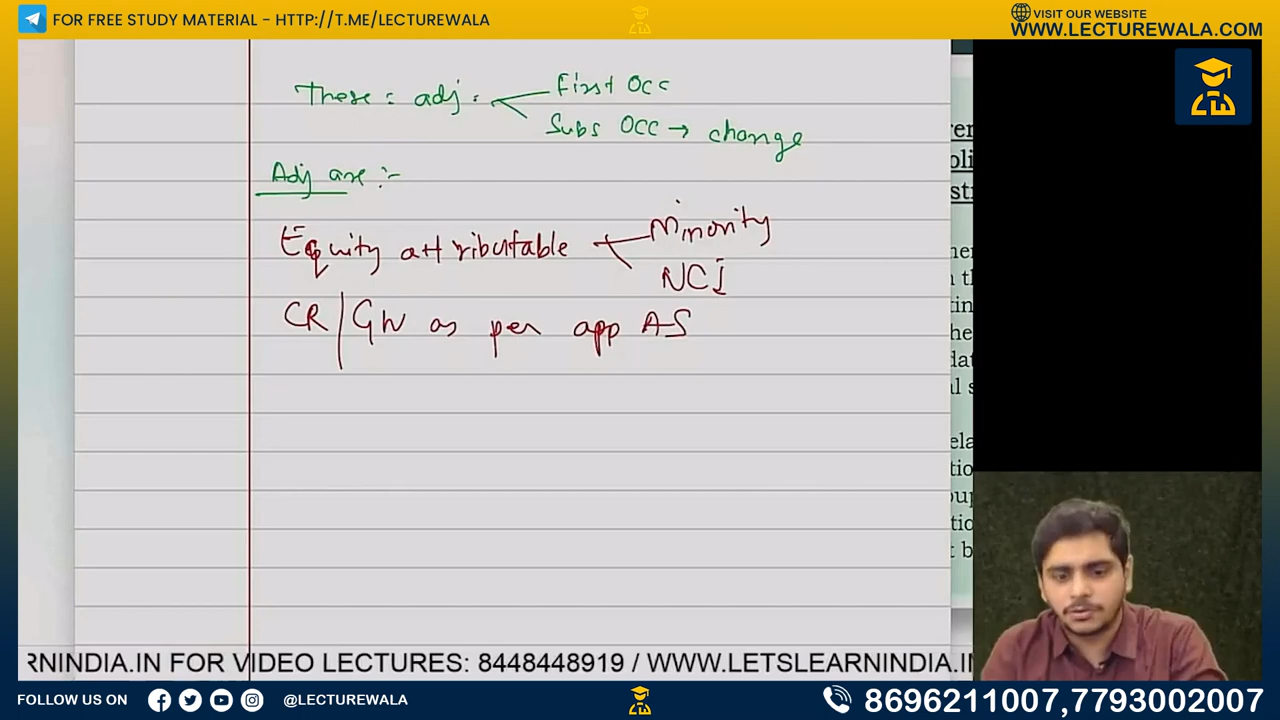 FOR FREE STUDY MATERIAL - HTTP://T.ME/LECTUREWALA
VISIT OUR WEBSITE
WWW.LECTUREWALA.COM
These = adj.
First Occ
Subs Occ → change
Adj are :-
Equity attributable
Minority
NCI
CR/GW as per app AS
RNINDIA.IN FOR VIDEO LECTURES: 8448448919 / WWW.LETSLEARNINDIA.IN
FOLLOW US ON
@LECTUREWALA
8696211007,7793002007